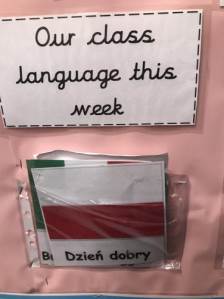 Our class
language this
week
Dzień dobry